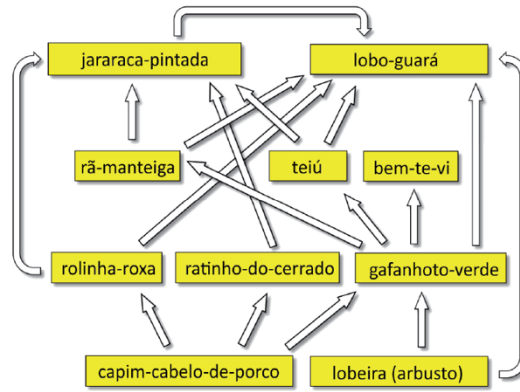 jararaca-pintada
lobo-guará
rã-manteiga
teiú
bem-te-vi
rolinha-roxa
ratinho-do-cerrado
gafanhoto-verde
capim-cabelo-de-porco
lobeira (arbusto)